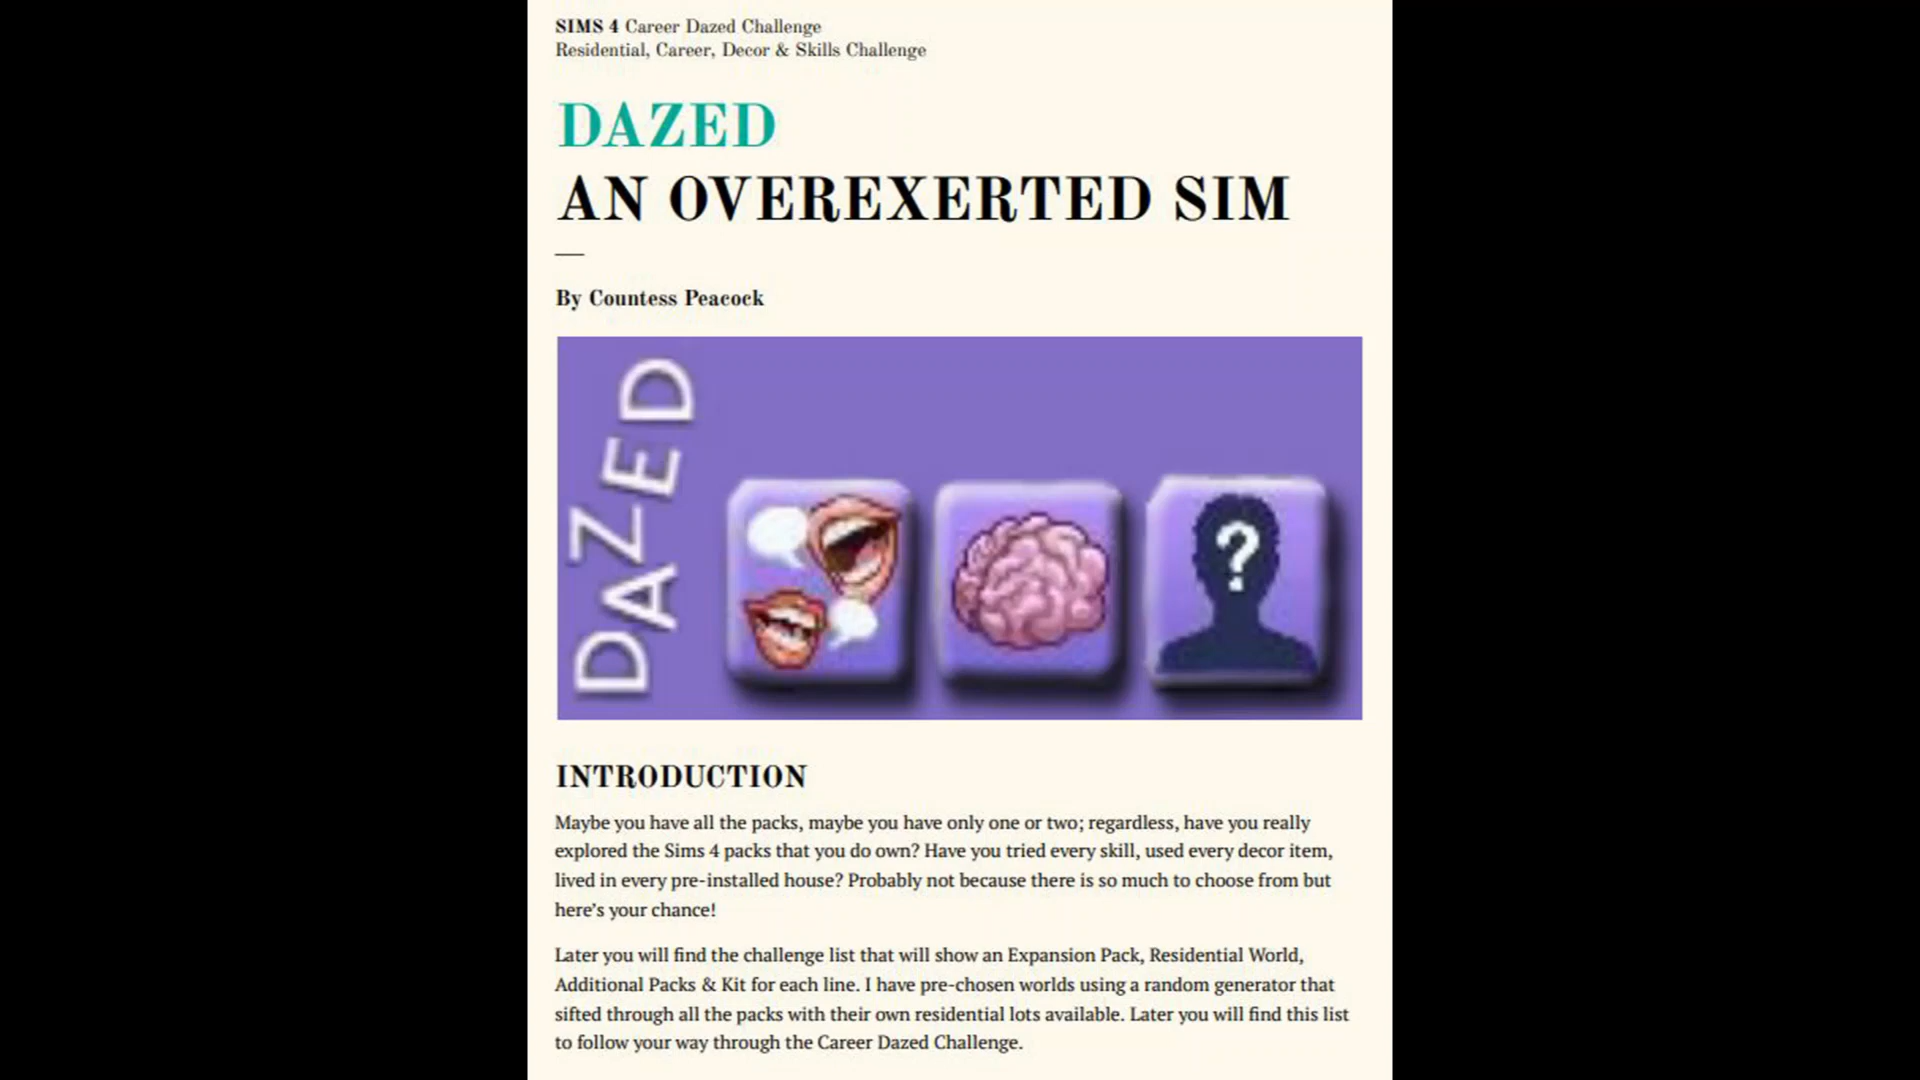 SIMS 4 Career Dazed Challenge
Residential, Career, Decor & Skills Challenge
DAZED
AN OVEREXERTED SIM
By Countess Peacock
DAZED
?
INTRODUCTION
Maybe you have all the packs, maybe you have only one or two; regardless, have you really
explored the Sims 4 packs that you do own? Have you tried every skill, used every decor item,
lived in every pre-installed house? Probably not because there is so much to choose from but
here's your chance!
Later you will find the challenge list that will show an Expansion Pack, Residential World,
Additional Packs & Kit for each line. I have pre-chosen worlds using a random generator that
sifted through all the packs with their own residential lots available. Later you will find this list
to follow your way through the Career Dazed Challenge.